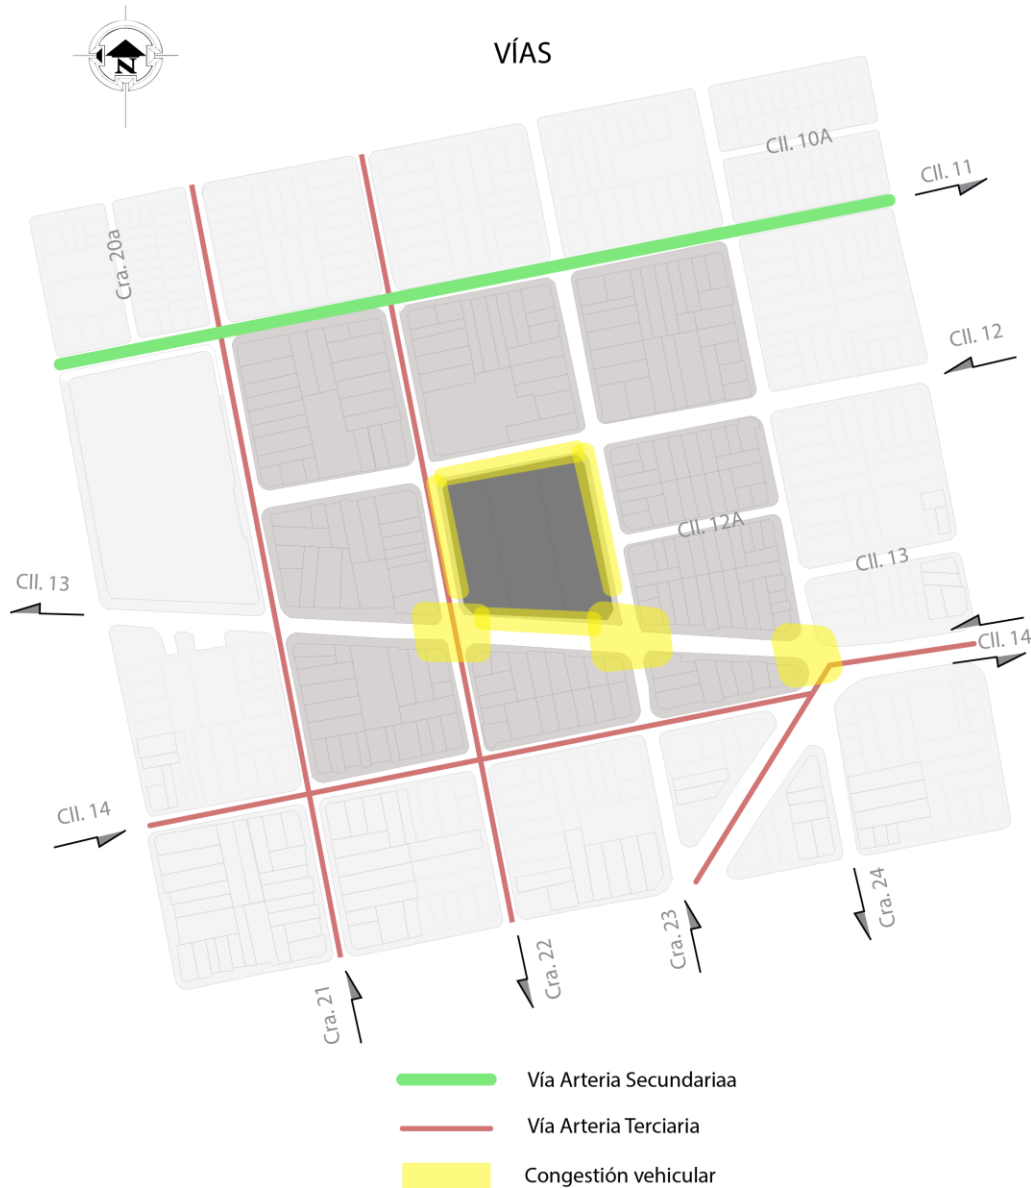 VÍAS
N
Cll. 10A
Cll. 11
Cra. 20a
Cll. 12
Cll. 12A
Cll. 13
Cll. 13
Cll. 14
Cll. 14
Cra. 21
Cra. 22
Cra. 23
Cra. 24
Vía Arteria Secundariaa
Vía Arteria Terciaria
Congestión vehicular